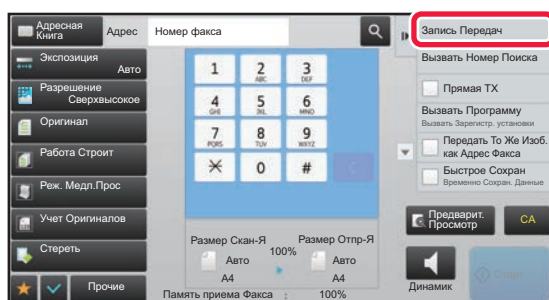 Адресная
Книга
Адрес
Номер факса
Запись Передач
Экспозиция
Авто
Разрешение
Сверхвысокое
Оригинал
Работа Строит
Реж. Медл.Прос
Учет Оригиналов
Стереть
Прочие
1
2
ABC
3
DEF
4
GHI
5
JKL
6
MNO
7
PQRS
8
TUV
9
WXYZ
0
#
C
Размер Скан-Я
100%
Размер Отпр-Я
Авто
A4
Авто
A4
Память приема Факса : 100%
Вызвать Номер Поиска
Прямая TX
Вызвать Программу
Вызвать Зарегистр. установки
Передать То Же Изоб.
как Адрес Факса
Быстрое Сохран
Временно Сохран. Данные
Предварит.
Просмотр
CA
Динамик
Старт